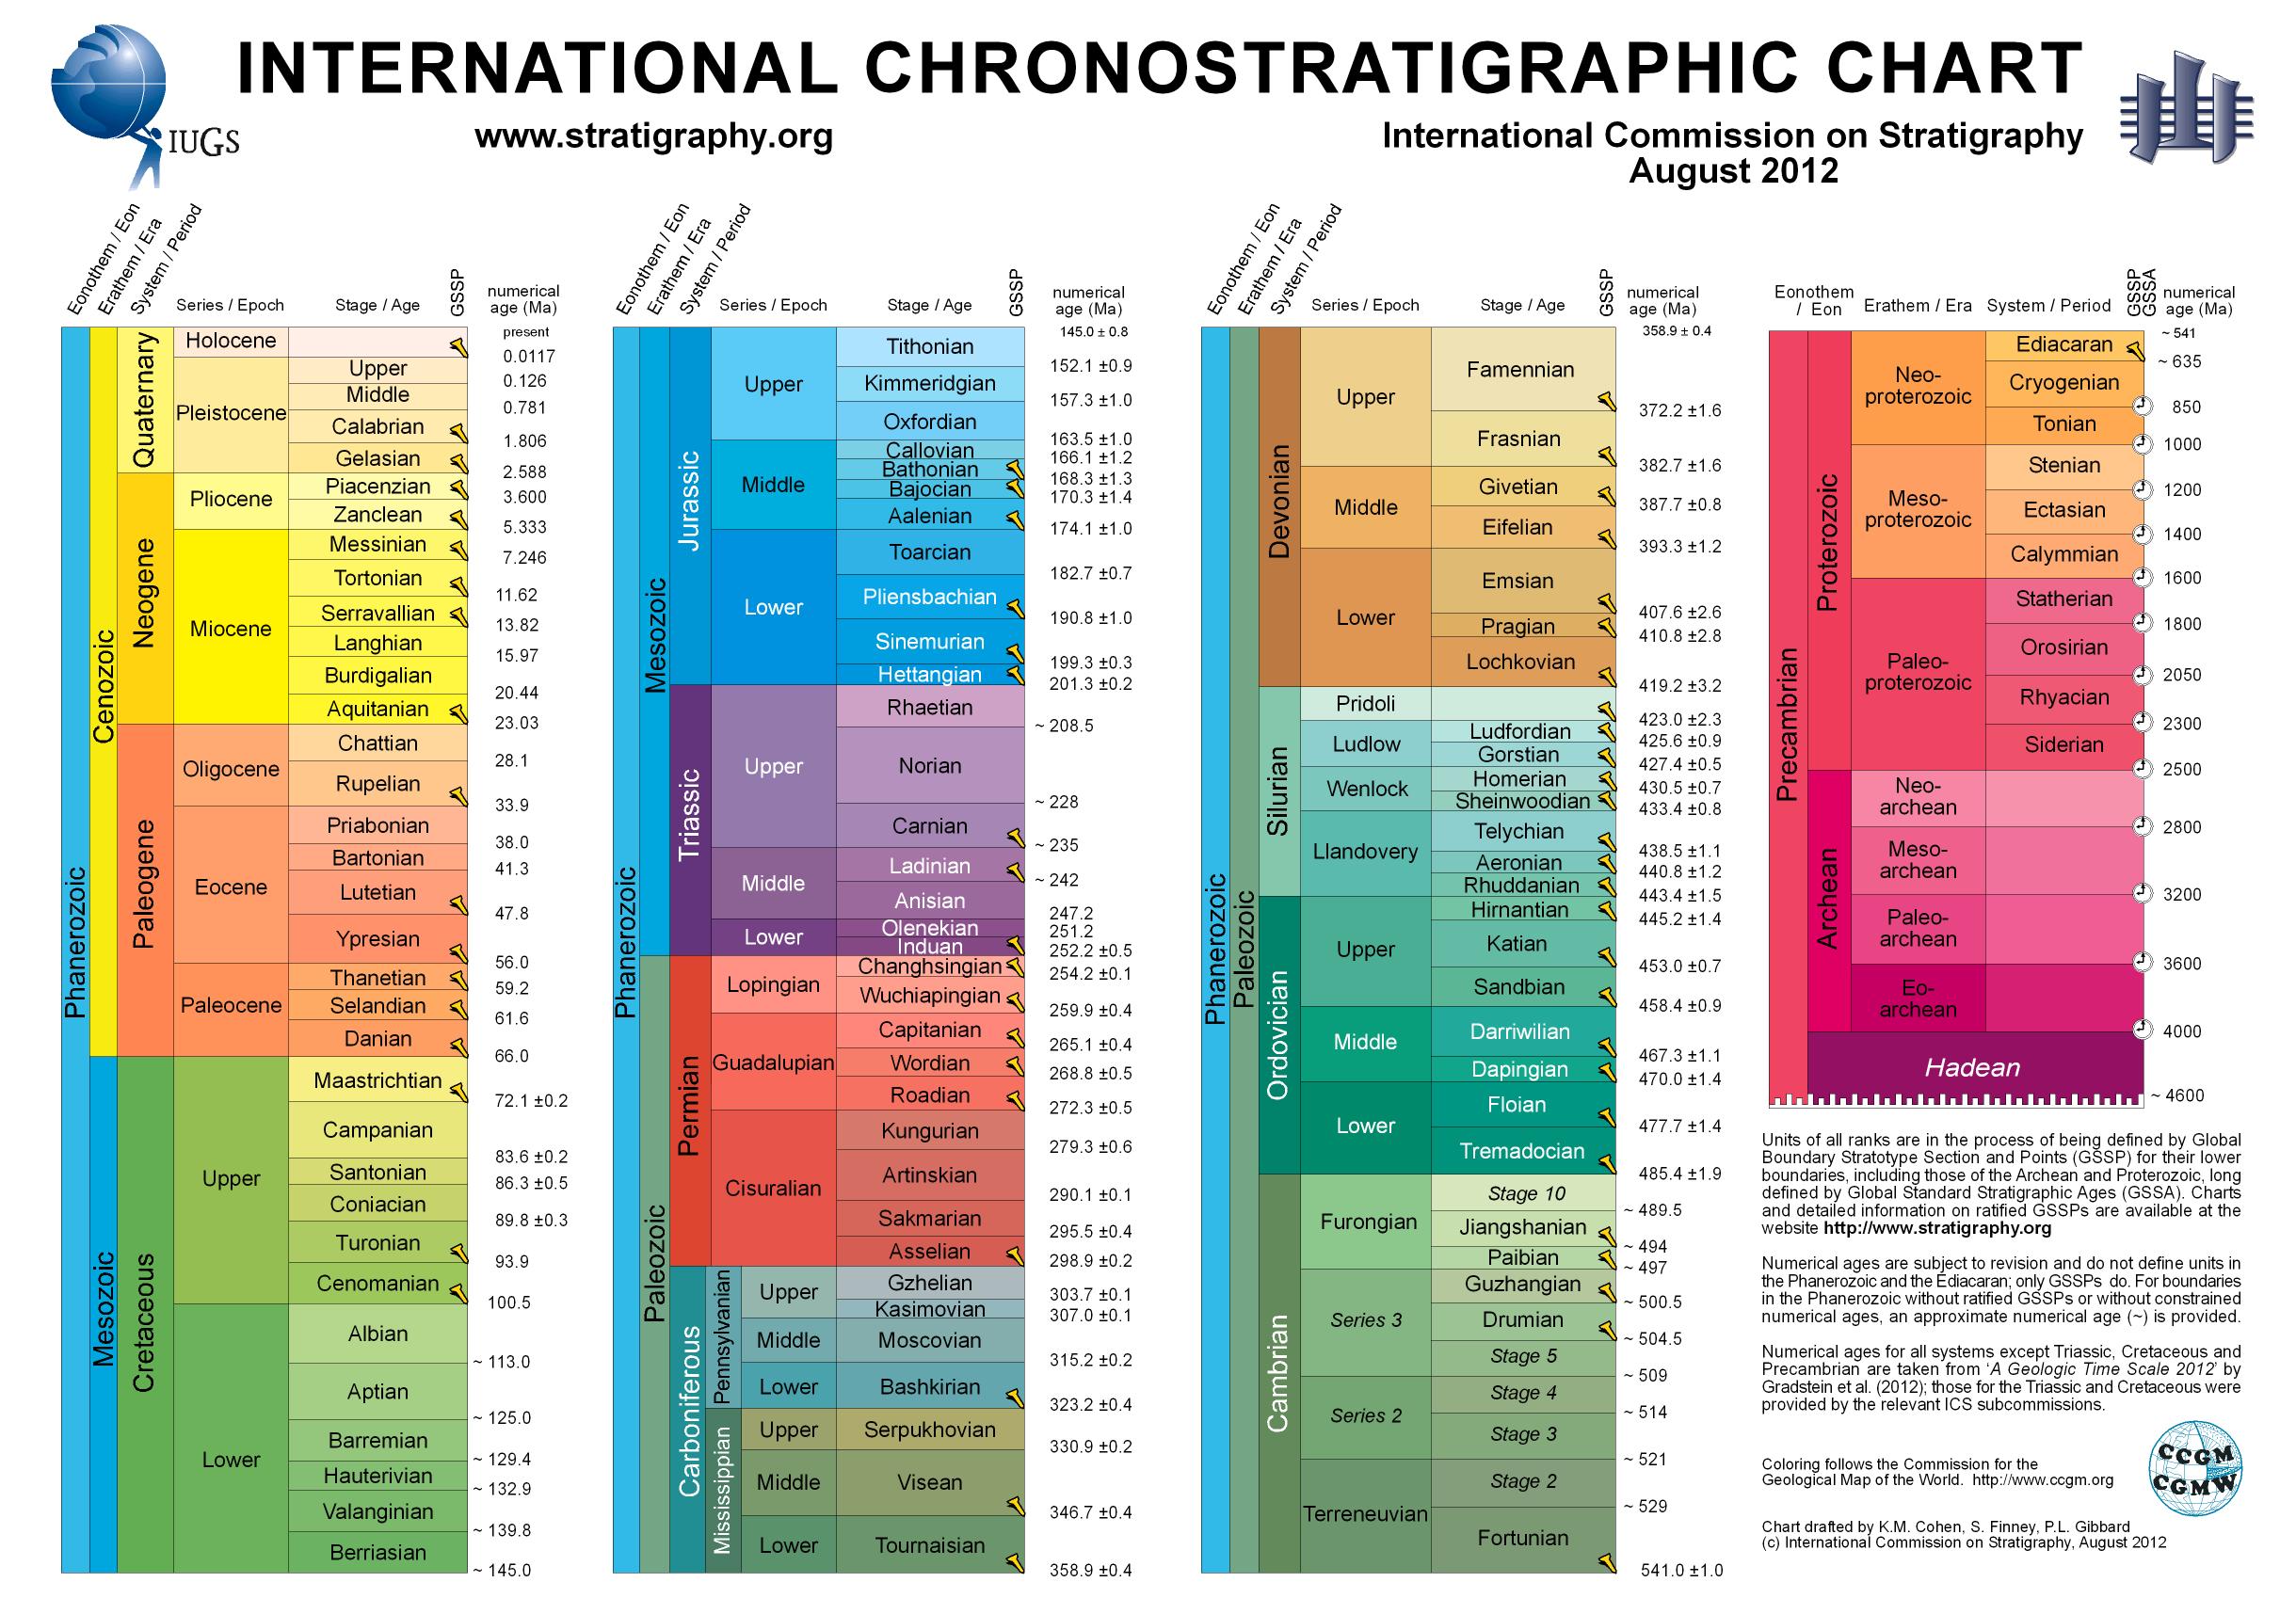 INTERNATIONAL CHRONOSTRATIGRAPHIC CHART
IUGS
www.stratigraphy.org
International Commission on Stratigraphy
August 2012
Eonothem / Eon
Erathem / Era
System / Period
Series / Epoch
Stage / Age
GSSP
numerical
age (Ma)
Phanerozoic
Cenozoic
Quaternary
Holocene
Pleistocene
Upper
Middle
Calabrian
Gelasian
Neogene
Pliocene
Piacenzian
Zanclean
Miocene
Messinian
Tortonian
Serravallian
Langhian
Burdigalian
Aquitanian
Paleogene
Oligocene
Chattian
Rupelian
Eocene
Priabonian
Bartonian
Lutetian
Ypresian
Paleocene
Thanetian
Selandian
Danian
Mesozoic
Cretaceous
Upper
Maastrichtian
Campanian
Santonian
Coniacian
Turonian
Cenomanian
Lower
Albian
Aptian
Barremian
Hauterivian
Valanginian
Berriasian
present
0.0117
0.126
0.781
1.806
2.588
3.600
5.333
7.246
11.62
13.82
15.97
20.44
23.03
28.1
33.9
38.0
41.3
47.8
56.0
59.2
61.6
66.0
72.1 ±0.2
83.6 ±0.2
86.3 ±0.5
89.8 ±0.3
93.9
100.5
~ 113.0
~ 125.0
~ 129.4
~ 132.9
~ 139.8
~ 145.0
Eonothem / Eon
Erathem / Era
System / Period
Series / Epoch
Stage / Age
GSSP
numerical
age (Ma)
Phanerozoic
Mesozoic
Jurassic
Upper
Tithonian
Kimmeridgian
Oxfordian
Middle
Callovian
Bathonian
Bajocian
Aalenian
Lower
Toarcian
Pliensbachian
Sinemurian
Hettangian
Triassic
Upper
Rhaetian
Norian
Carnian
Middle
Ladinian
Anisian
Lower
Olenekian
Induan
Paleozoic
Permian
Lopingian
Changhsingian
Wuchiapingian
Guadalupian
Capitanian
Wordian
Roadian
Cisuralian
Kungurian
Artinskian
Sakmarian
Asselian
Carboniferous
Pennsylvanian
Upper
Gzhelian
Kasimovian
Middle
Moscovian
Lower
Bashkirian
Mississippian
Upper
Serpukhovian
Middle
Visean
Lower
Tournaisian
145.0 ± 0.8
152.1 ±0.9
157.3 ±1.0
163.5 ±1.0
166.1 ±1.2
168.3 ±1.3
170.3 ±1.4
174.1 ±1.0
182.7 ±0.7
190.8 ±1.0
199.3 ±0.3
201.3 ±0.2
~ 208.5
~ 228
~ 235
~ 242
247.2
251.2
252.2 ±0.5
254.2 ±0.1
259.9 ±0.4
265.1 ±0.4
268.8 ±0.5
272.3 ±0.5
279.3 ±0.6
290.1 ±0.1
295.5 ±0.4
298.9 ±0.2
303.7 ±0.1
307.0 ±0.1
315.2 ±0.2
323.2 ±0.4
330.9 ±0.2
346.7 ±0.4
358.9 ±0.4
Eonothem / Eon
Erathem / Era
System / Period
Series / Epoch
Stage / Age
GSSP
numerical
age (Ma)
Phanerozoic
Paleozoic
Devonian
Upper
Famennian
Frasnian
Middle
Givetian
Eifelian
Lower
Emsian
Pragian
Lochkovian
Silurian
Pridoli
Ludlow
Ludfordian
Gorstian
Wenlock
Homerian
Sheinwoodian
Llandovery
Telychian
Aeronian
Rhuddanian
Ordovician
Upper
Hirnantian
Katian
Sandbian
Middle
Darriwilian
Dapingian
Lower
Floian
Tremadocian
Cambrian
Furongian
Stage 10
Jiangshanian
Paibian
Series 3
Guzhangian
Drumian
Stage 5
Series 2
Stage 4
Stage 3
Terreneuvian
Stage 2
Fortunian
358.9 ± 0.4
372.2 ±1.6
382.7 ±1.6
387.7 ±0.8
393.3 ±1.2
407.6 ±2.6
410.8 ±2.8
419.2 ±3.2
423.0 ±2.3
425.6 ±0.9
427.4 ±0.5
430.5 ±0.7
433.4 ±0.8
438.5 ±1.1
440.8 ±1.2
443.4 ±1.5
445.2 ±1.4
453.0 ±0.7
458.4 ±0.9
467.3 ±1.1
470.0 ±1.4
477.7 ±1.4
485.4 ±1.9
~ 489.5
~ 494
~ 497
~ 500.5
~ 504.5
~ 509
~ 514
~ 521
~ 529
541.0 ±1.0
Eonothem
/ Eon
Erathem / Era
System / Period
GSSP
GSSA
numerical
age (Ma)
Precambrian
Proterozoic
Neo-
proterozoic
Ediacaran
Cryogenian
Tonian
Meso-
proterozoic
Stenian
Ectasian
Calymmian
Paleo-
proterozoic
Statherian
Orosirian
Rhyacian
Siderian
Archean
Neo-
archean
Meso-
archean
Paleo-
archean
Eo-
archean
Hadean
~ 541
~ 635
850
1000
1200
1400
1600
1800
2050
2300
2500
2800
3200
3600
4000
~ 4600
Units of all ranks are in the process of being defined by Global
Boundary Stratotype Section and Points (GSSP) for their lower
boundaries, including those of the Archean and Proterozoic, long
defined by Global Standard Stratigraphic Ages (GSSA). Charts
and detailed information on ratified GSSPs are available at the
website http://www.stratigraphy.org
Numerical ages are subject to revision and do not define units in
the Phanerozoic and the Ediacaran; only GSSPs do. For boundaries
in the Phanerozoic without ratified GSSPs or without constrained
numerical ages, an approximate numerical age (~) is provided.
Numerical ages for all systems except Triassic, Cretaceous and
Precambrian are taken from 'A Geologic Time Scale 2012' by
Gradstein et al. (2012); those for the Triassic and Cretaceous were
provided by the relevant ICS subcommissions.
Coloring follows the Commission for the
Geological Map of the World. http://www.ccgm.org
CCGM
CGMW
Chart drafted by K.M. Cohen, S. Finney, P.L. Gibbard
(c) International Commission on Stratigraphy, August 2012